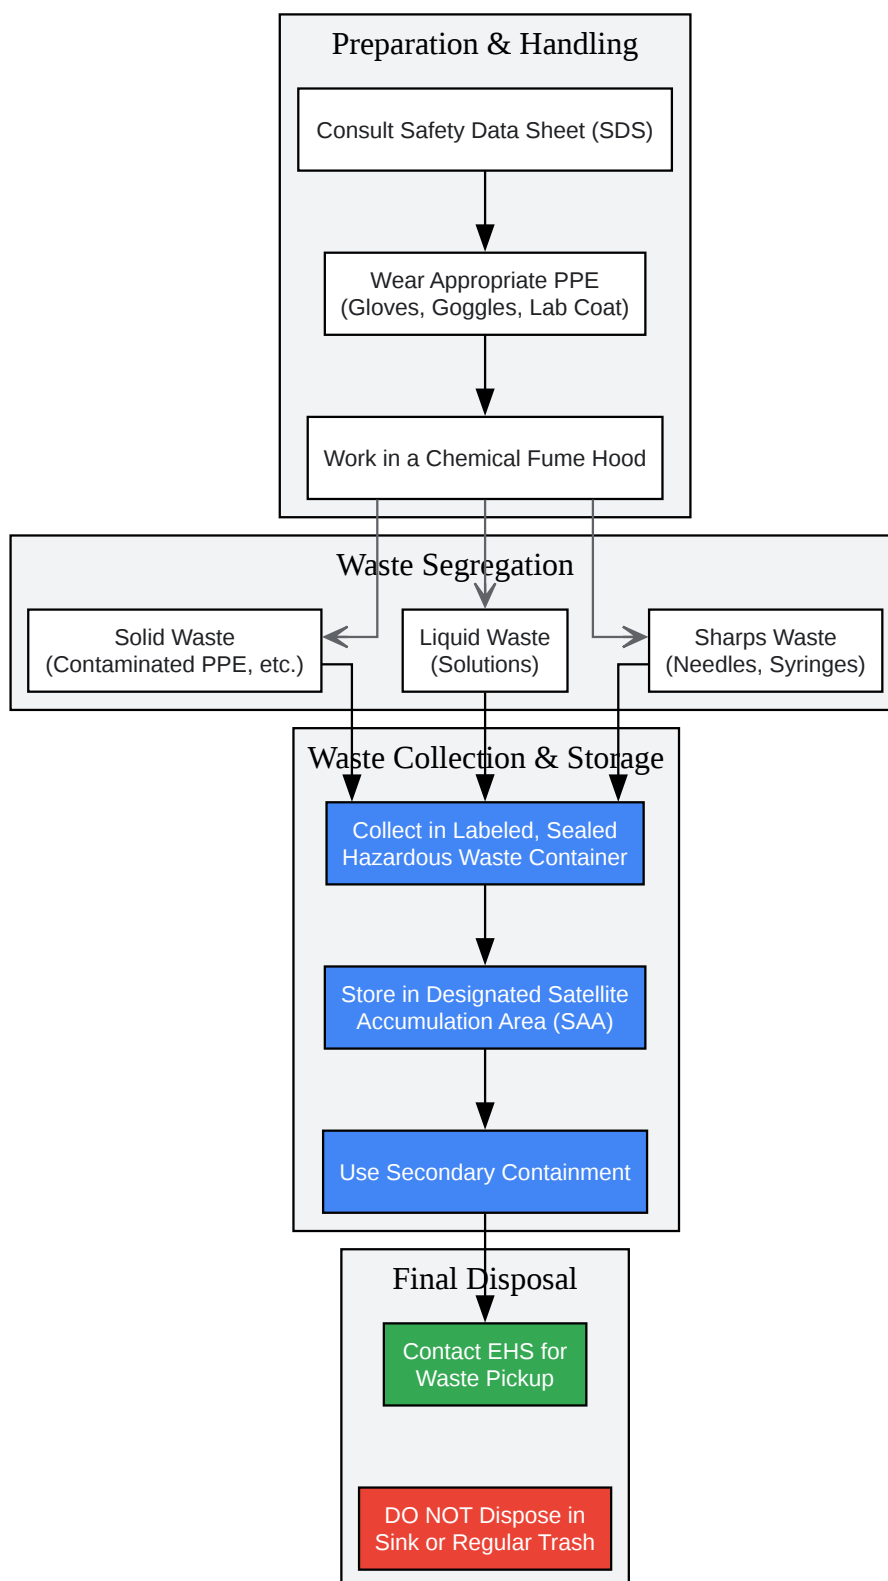 Preparation & Handling
Consult Safety Data Sheet (SDS)
Wear Appropriate PPE
(Gloves, Goggles, Lab Coat)
Work in a Chemical Fume Hood
Waste Segregation
Solid Waste
(Contaminated PPE, etc.)
Liquid Waste
(Solutions)
Sharps Waste
(Needles, Syringes)
Waste Collection & Storage
Collect in Labeled, Sealed
Hazardous Waste Container
Store in Designated Satellite
Accumulation Area (SAA)
Use Secondary Containment
Final Disposal
Contact EHS for
Waste Pickup
DO NOT Dispose in
Sink or Regular Trash